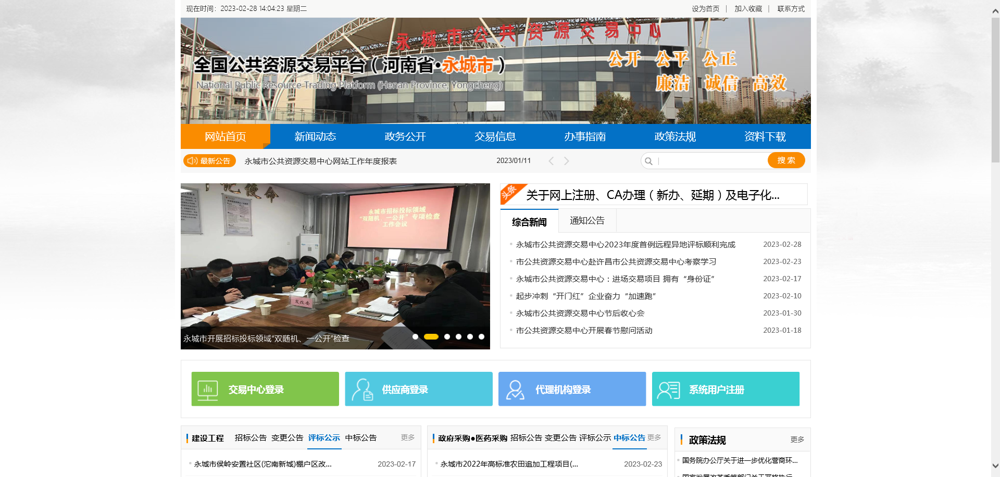 现在时间：2023-02-28 14:04:23 星期二
设为首页 | 加入收藏 | 联系方式
永城市公共资源交易中心
全国公共资源交易平台（河南省•永城市）
National Public Resource Trading Platform (Henan Province, Yongcheng)
公开 公平 公正
廉洁 诚信 高效
网站首页 新闻动态 政务公开 交易信息 办事指南 政策法规 资料下载
最新公告 永城市公共资源交易中心网站工作年度报表 2023/01/11
搜 索
记使命
永城市招标投标领域
“双随机、一公开”专项检查
工作会议
发改委
永城市开展招标投标领域“双随机、一公开”检查
头条 关于网上注册、CA办理（新办、延期）及电子化...
综合新闻 通知公告
永城市公共资源交易中心2023年度首例远程异地评标顺利完成 2023-02-28
市公共资源交易中心赴许昌市公共资源交易中心考察学习 2023-02-23
永城市公共资源交易中心：进场交易项目 拥有“身份证” 2023-02-17
起步冲刺“开门红”企业奋力“加速跑” 2023-02-10
永城市公共资源交易中心节后收心会 2023-01-30
市公共资源交易中心开展春节慰问活动 2023-01-18
交易中心登录
供应商登录
代理机构登录
系统用户注册
建设工程 招标公告 变更公告 评标公示 中标公告 更多
永城市侯岭安置社区(沱南新城)棚户区改... 2023-02-17
政府采购●医药采购 招标公告 变更公告 评标公示 中标公告 更多
永城市2022年高标准农田追加工程项目(... 2023-02-23
政策法规 更多
国务院办公厅关于进一步优化营商环...